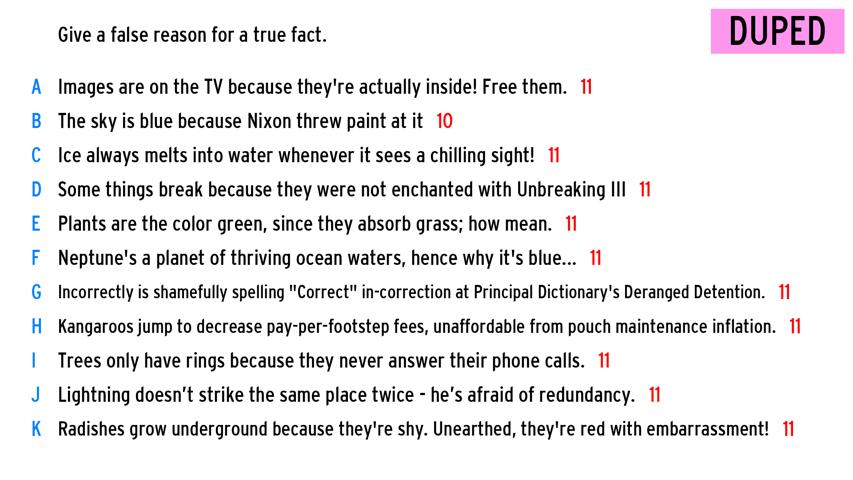 Give a false reason for a true fact.
DUPED
A Images are on the TV because they're actually inside! Free them. 11
B The sky is blue because Nixon threw paint at it 10
C Ice always melts into water whenever it sees a chilling sight! 11
D Some things break because they were not enchanted with Unbreaking III 11
E Plants are the color green, since they absorb grass; how mean. 11
F Neptune's a planet of thriving ocean waters, hence why it's blue... 11
G Incorrectly is shamefully spelling "Correct" in-correction at Principal Dictionary's Deranged Detention. 11
H Kangaroos jump to decrease pay-per-footstep fees, unaffordable from pouch maintenance inflation. 11
I Trees only have rings because they never answer their phone calls. 11
J Lightning doesn’t strike the same place twice - he’s afraid of redundancy. 11
K Radishes grow underground because they're shy. Unearthed, they're red with embarrassment! 11